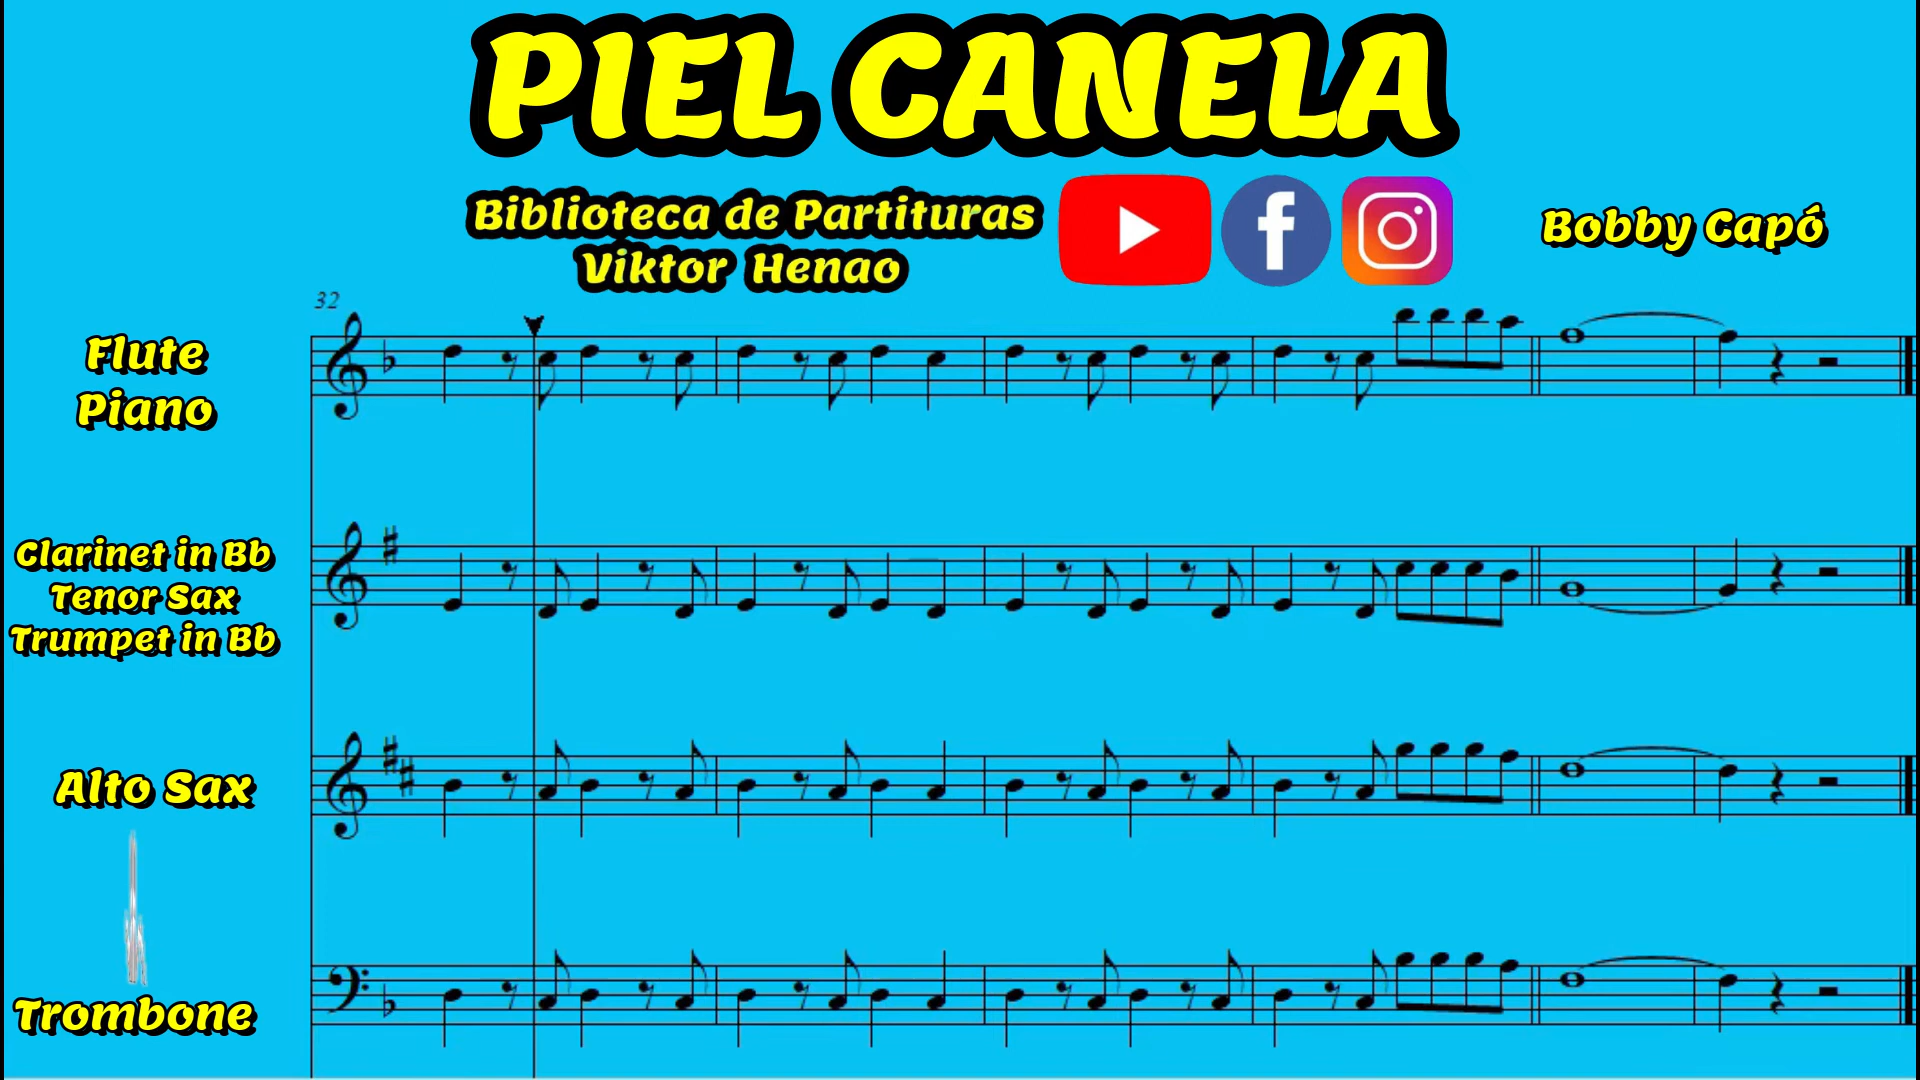 PIEL CANELA
Biblioteca de Partituras
Viktor Henao
Bobby Capó
32
Flute
Piano
Clarinet in Bb
Tenor Sax
Trumpet in Bb
Alto Sax
Trombone